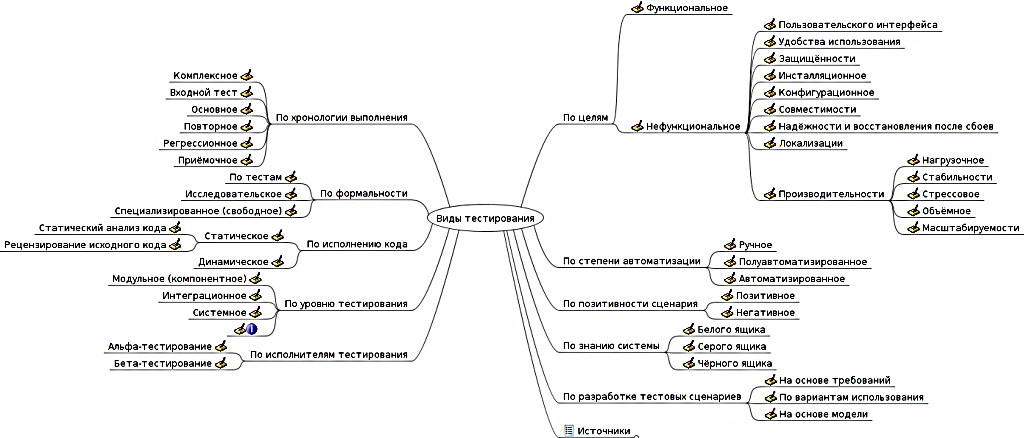 Виды тестирования
По хронологии выполнения
Комплексное
Входной тест
Основное
Повторное
Регрессионное
Приёмочное
По формальности
По тестам
Исследовательское
Специализированное (свободное)
По исполнению кода
Статическое
Статический анализ кода
Рецензирование исходного кода
Динамическое
По уровню тестирования
Модульное (компонентное)
Интеграционное
Системное
По исполнителям тестирования
Альфа-тестирование
Бета-тестирование
По целям
Функциональное
Нефункциональное
Пользовательского интерфейса
Удобства использования
Защищённости
Инсталляционное
Конфигурационное
Совместимости
Надёжности и восстановления после сбоев
Локализации
Производительности
Нагрузочное
Стабильности
Стрессовое
Объёмное
Масштабируемости
По степени автоматизации
Ручное
Полуавтоматизированное
Автоматизированное
По позитивности сценария
Позитивное
Негативное
По знанию системы
Белого ящика
Серого ящика
Чёрного ящика
По разработке тестовых сценариев
На основе требований
По вариантам использования
На основе модели
Источники